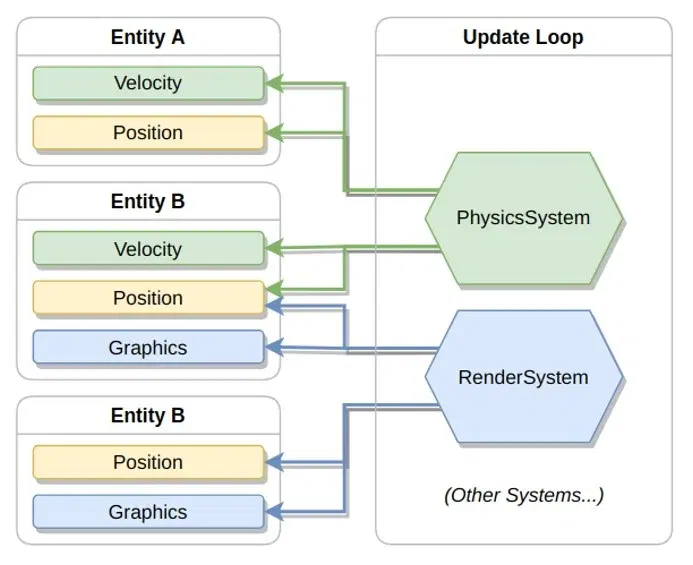 Entity A
Velocity
Position
Entity B
Velocity
Position
Graphics
Entity B
Position
Graphics
Update Loop
PhysicsSystem
RenderSystem
(Other Systems...)